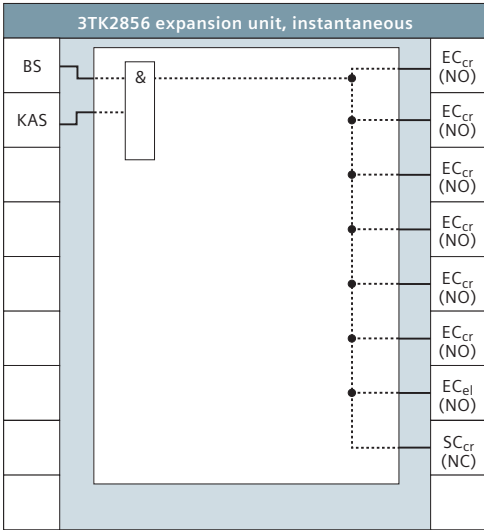 3TK2856 expansion unit, instantaneous
BS
&
KAS
ECcr
(NO)
ECcr
(NO)
ECcr
(NO)
ECcr
(NO)
ECcr
(NO)
ECcr
(NO)
ECel
(NO)
SCcr
(NC)